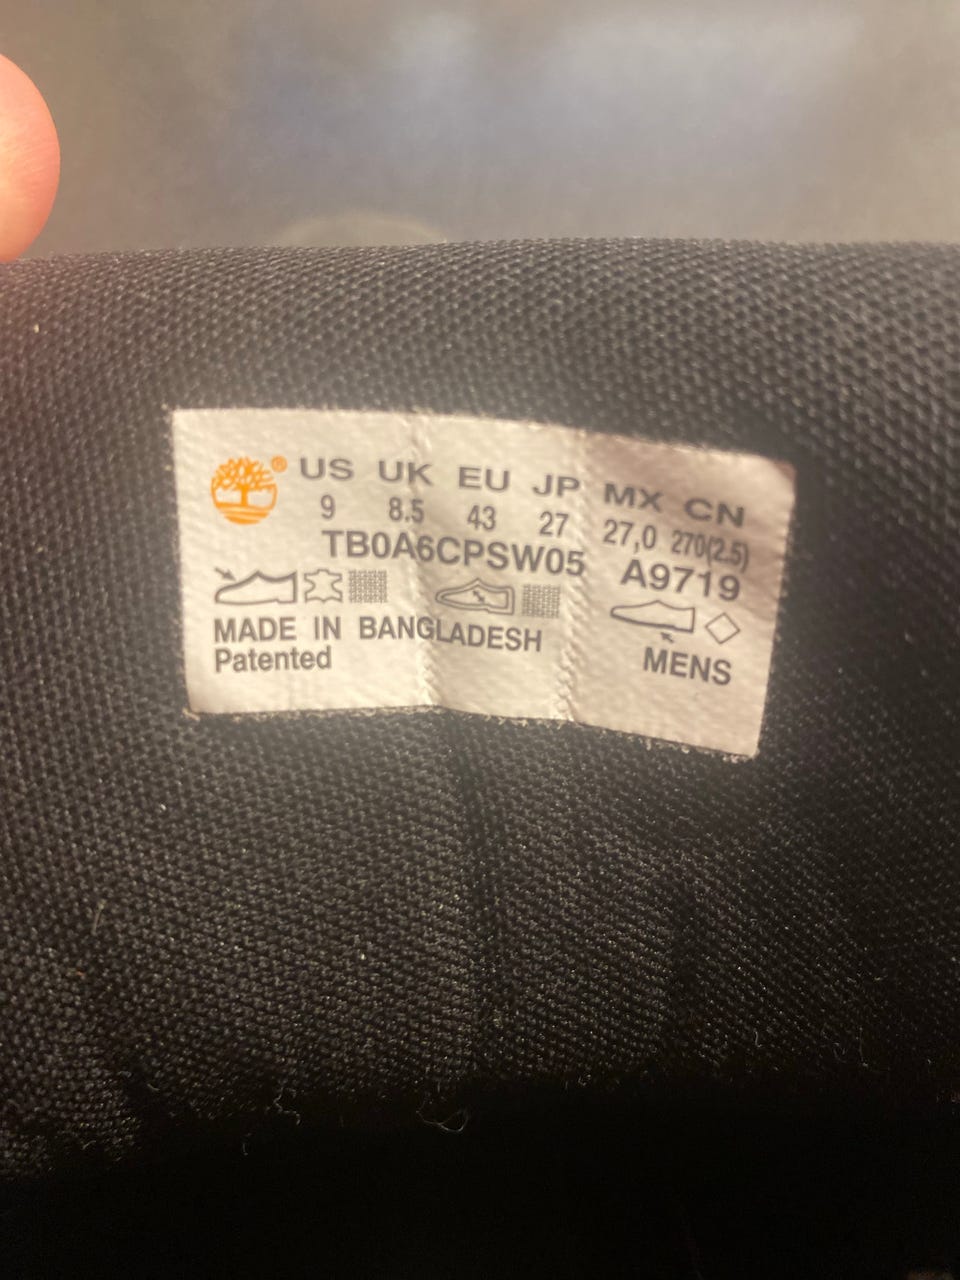 ® US UK EU JP MX CN
9 8.5 43 27 27,0 270(2.5)
TB0A6CPSW05 A9719
MADE IN BANGLADESH
Patented MENS